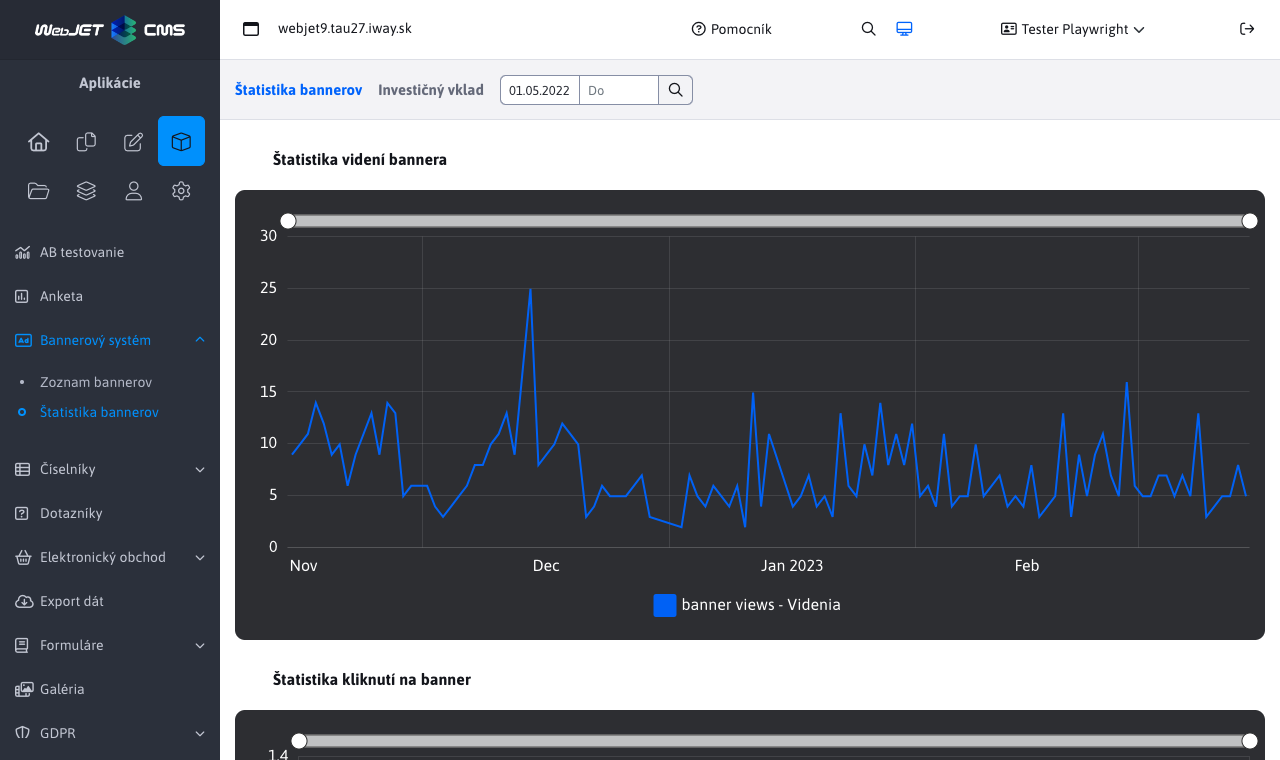 WebJET CMS
webjet9.tau27.iway.sk
Pomocník
Tester Playwright
Aplikácie
Štatistika bannerov
Investičný vklad
01.05.2022
Do
AB testovanie
Anketa
Bannerový systém
Zoznam bannerov
Štatistika bannerov
Číselníky
Dotazníky
Elektronický obchod
Export dát
Formuláre
Galéria
GDPR
Štatistika videní bannera
30
25
20
15
10
5
0
Nov
Dec
Jan 2023
Feb
banner views - Videnia
Štatistika kliknutí na banner
1.4